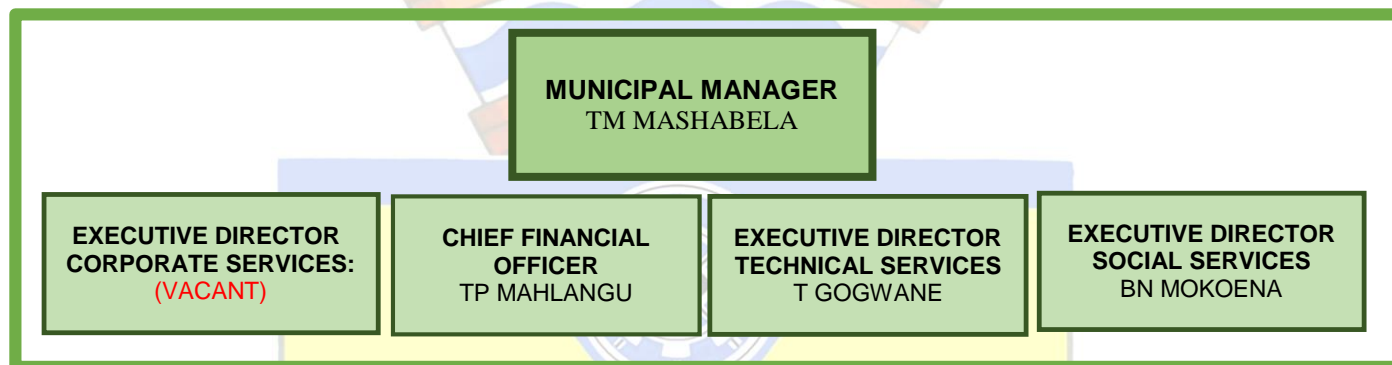 MUNICIPAL MANAGER
TM MASHABELA
EXECUTIVE DIRECTOR
CORPORATE SERVICES:
(VACANT)
CHIEF FINANCIAL
OFFICER
TP MAHLANGU
EXECUTIVE DIRECTOR
TECHNICAL SERVICES
T GOGWANE
EXECUTIVE DIRECTOR
SOCIAL SERVICES
BN MOKOENA